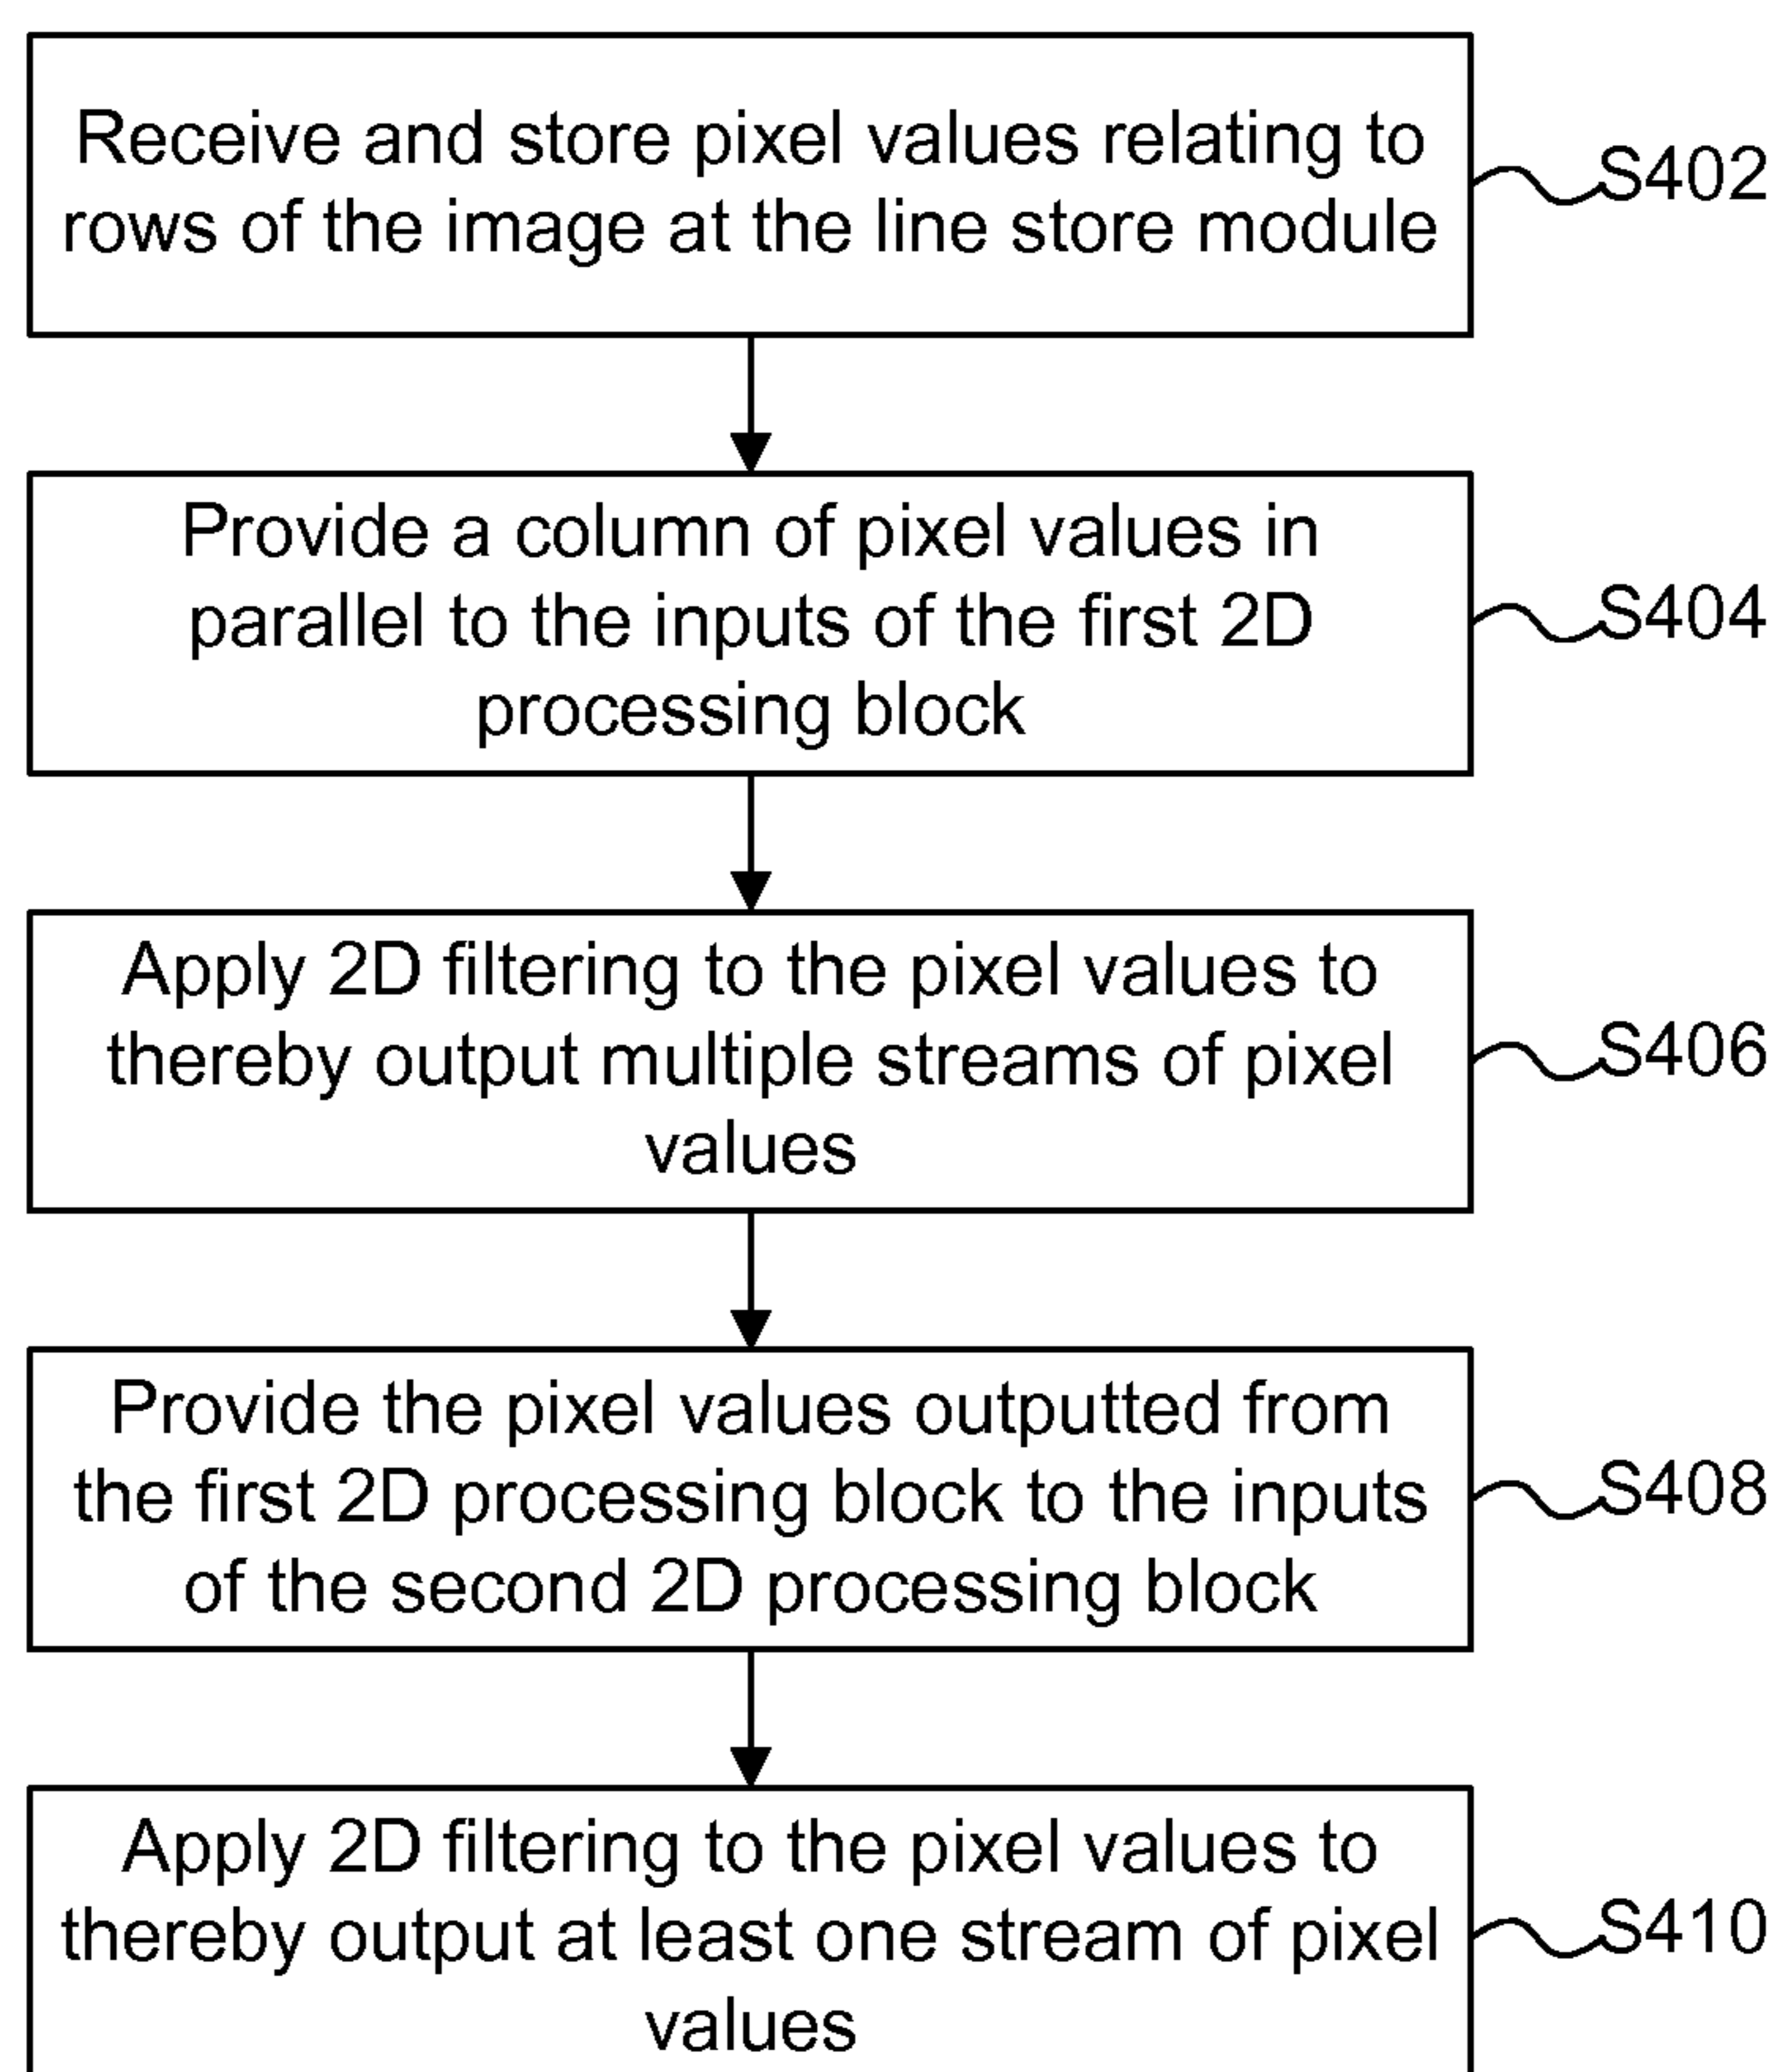 Receive and store pixel values relating to
rows of the image at the line store module
S402
Provide a column of pixel values in
parallel to the inputs of the first 2D
processing block
S404
Apply 2D filtering to the pixel values to
thereby output multiple streams of pixel
values
S406
Provide the pixel values outputted from
the first 2D processing block to the inputs
of the second 2D processing block
S408
Apply 2D filtering to the pixel values to
thereby output at least one stream of pixel
values
S410